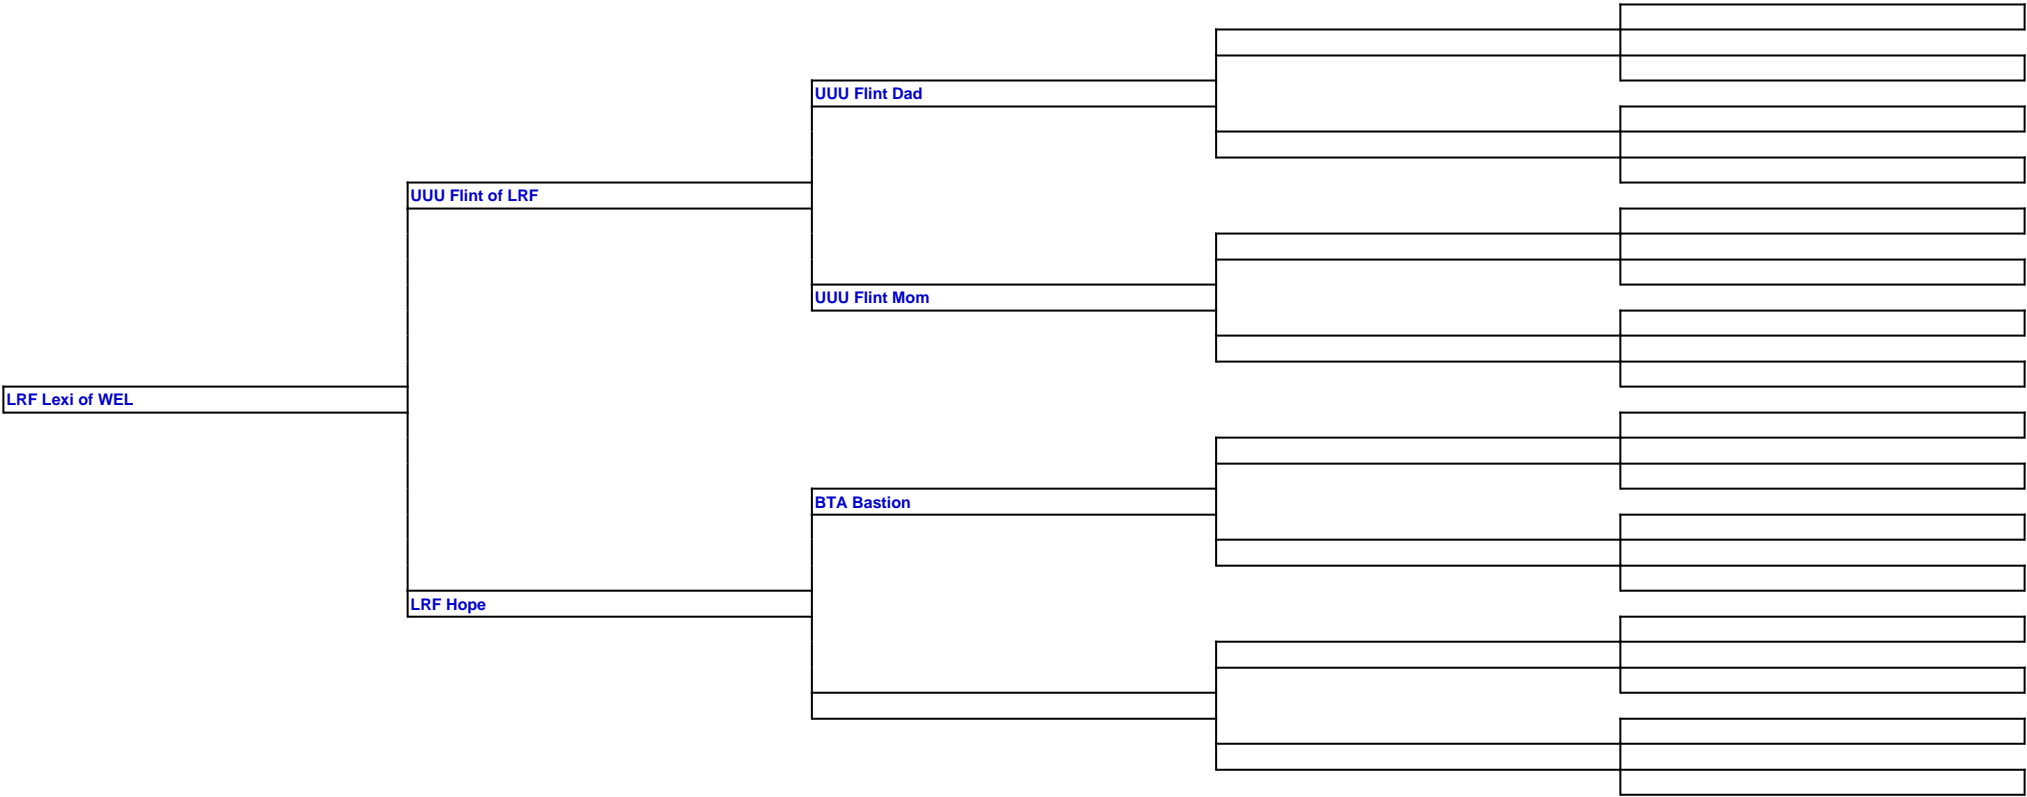 UUU Flint Dad
UUU Flint of LRF
UUU Flint Mom
LRF Lexi of WEL
BTA Bastion
LRF Hope